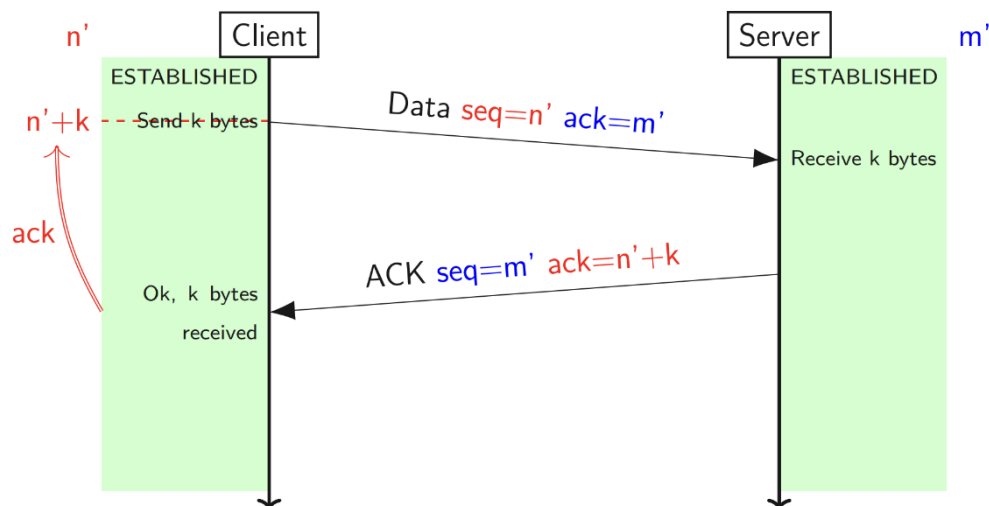 n’ Client Server m’
ESTABLISHED ESTABLISHED
n’+k Send k bytes Data seq=n’ ack=m’
Receive k bytes
ack
ACK seq=m’ ack=n’+k
Ok, k bytes
received